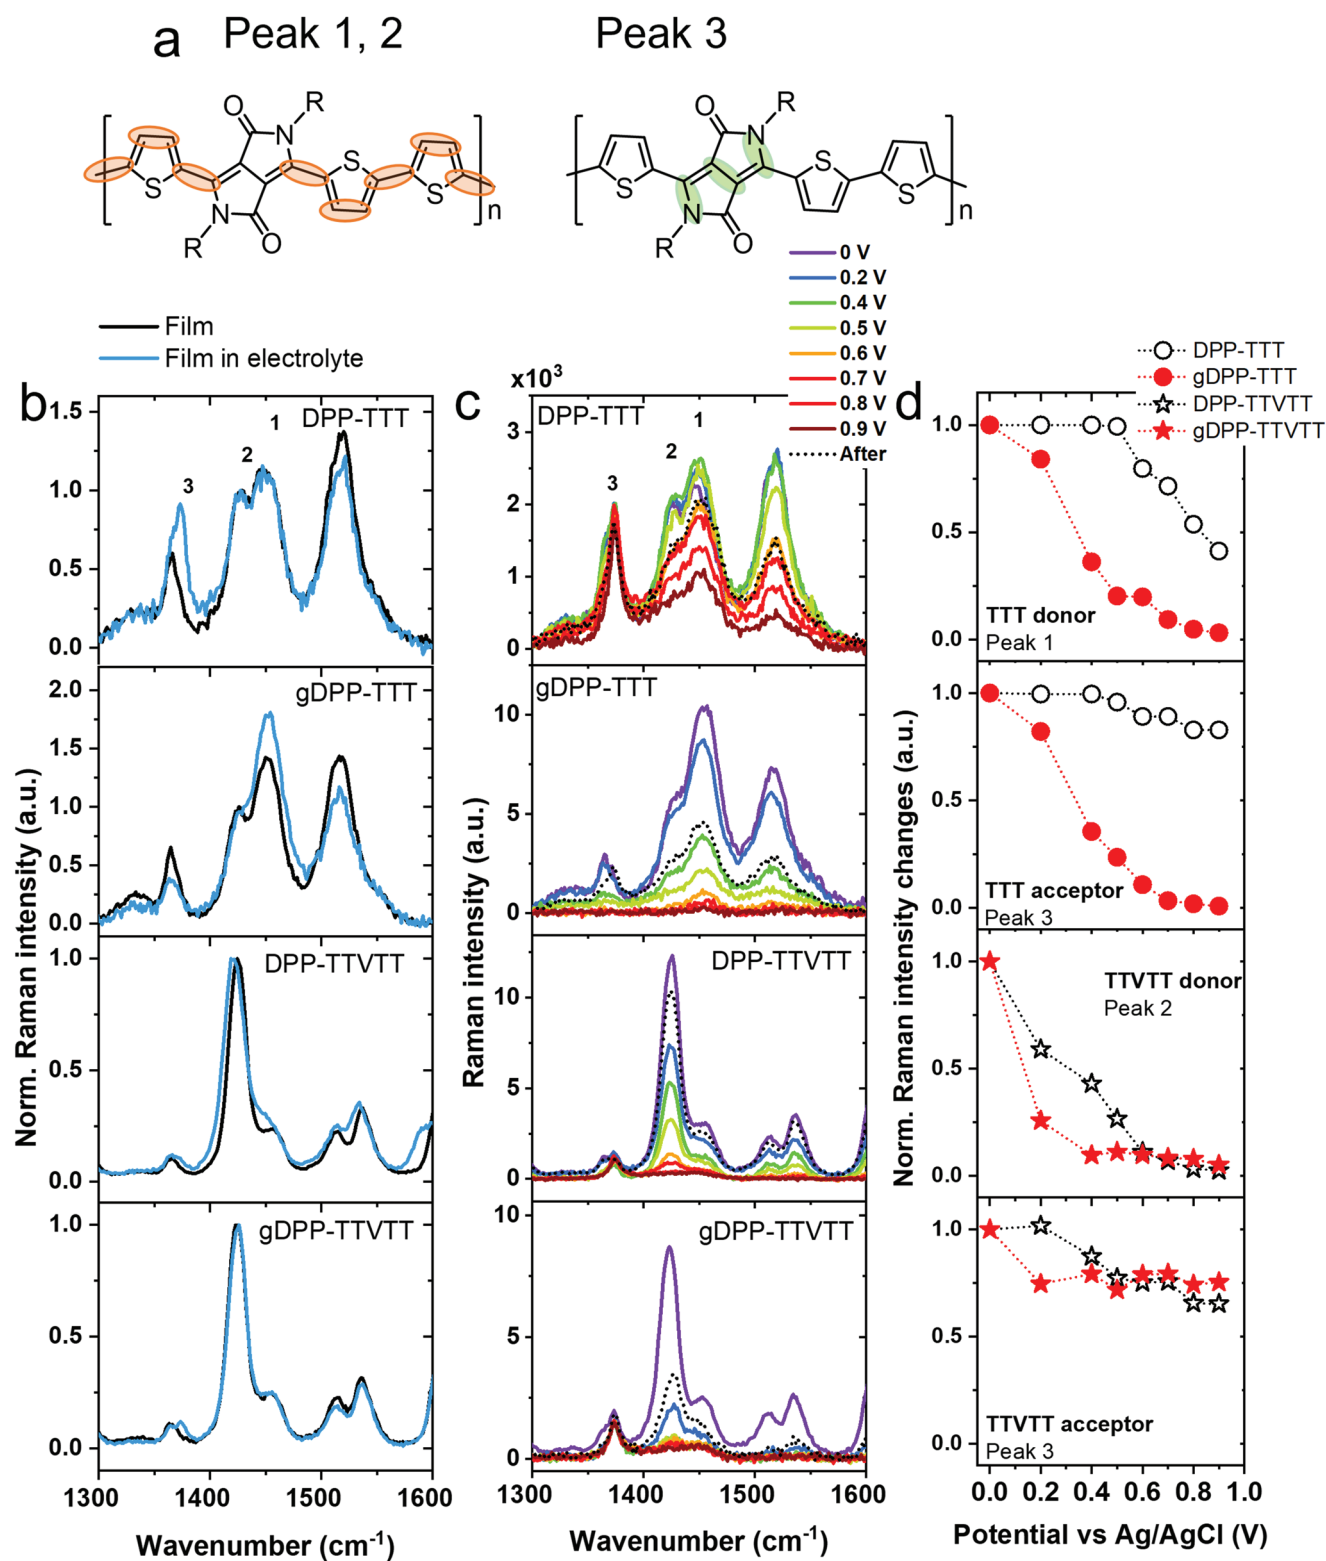 a Peak 1, 2 Peak 3
O R O R
N N
S S S S S S
n n
N N
R O R O
0 V
0.2 V
0.4 V
0.5 V
0.6 V
0.7 V
0.8 V
0.9 V
After
Film
Film in electrolyte
DPP-TTT
gDPP-TTT
DPP-TTVTT
gDPP-TTVTT
b
DPP-TTT
1
2
3
1.5
1.0
0.5
0.0
gDPP-TTT
2.0
1.5
1.0
0.5
0.0
DPP-TTVTT
1.0
0.5
0.0
gDPP-TTVTT
1.0
0.5
0.0
1300 1400 1500 1600
Norm. Raman intensity (a.u.)
Wavenumber (cm-1)
c
x10³
DPP-TTT
1
2
3
3
2
1
0
gDPP-TTT
10
5
0
DPP-TTVTT
10
5
0
gDPP-TTVTT
10
5
0
1300 1400 1500 1600
Raman intensity (a.u.)
Wavenumber (cm-1)
d
1.0
0.5
0.0
TTT donor
Peak 1
1.0
0.5
0.0
TTT acceptor
Peak 3
1.0
0.5
0.0
TTVTT donor
Peak 2
1.0
0.5
0.0
TTVTT acceptor
Peak 3
0.0 0.2 0.4 0.6 0.8 1.0
Norm. Raman intensity changes (a.u.)
Potential vs Ag/AgCl (V)